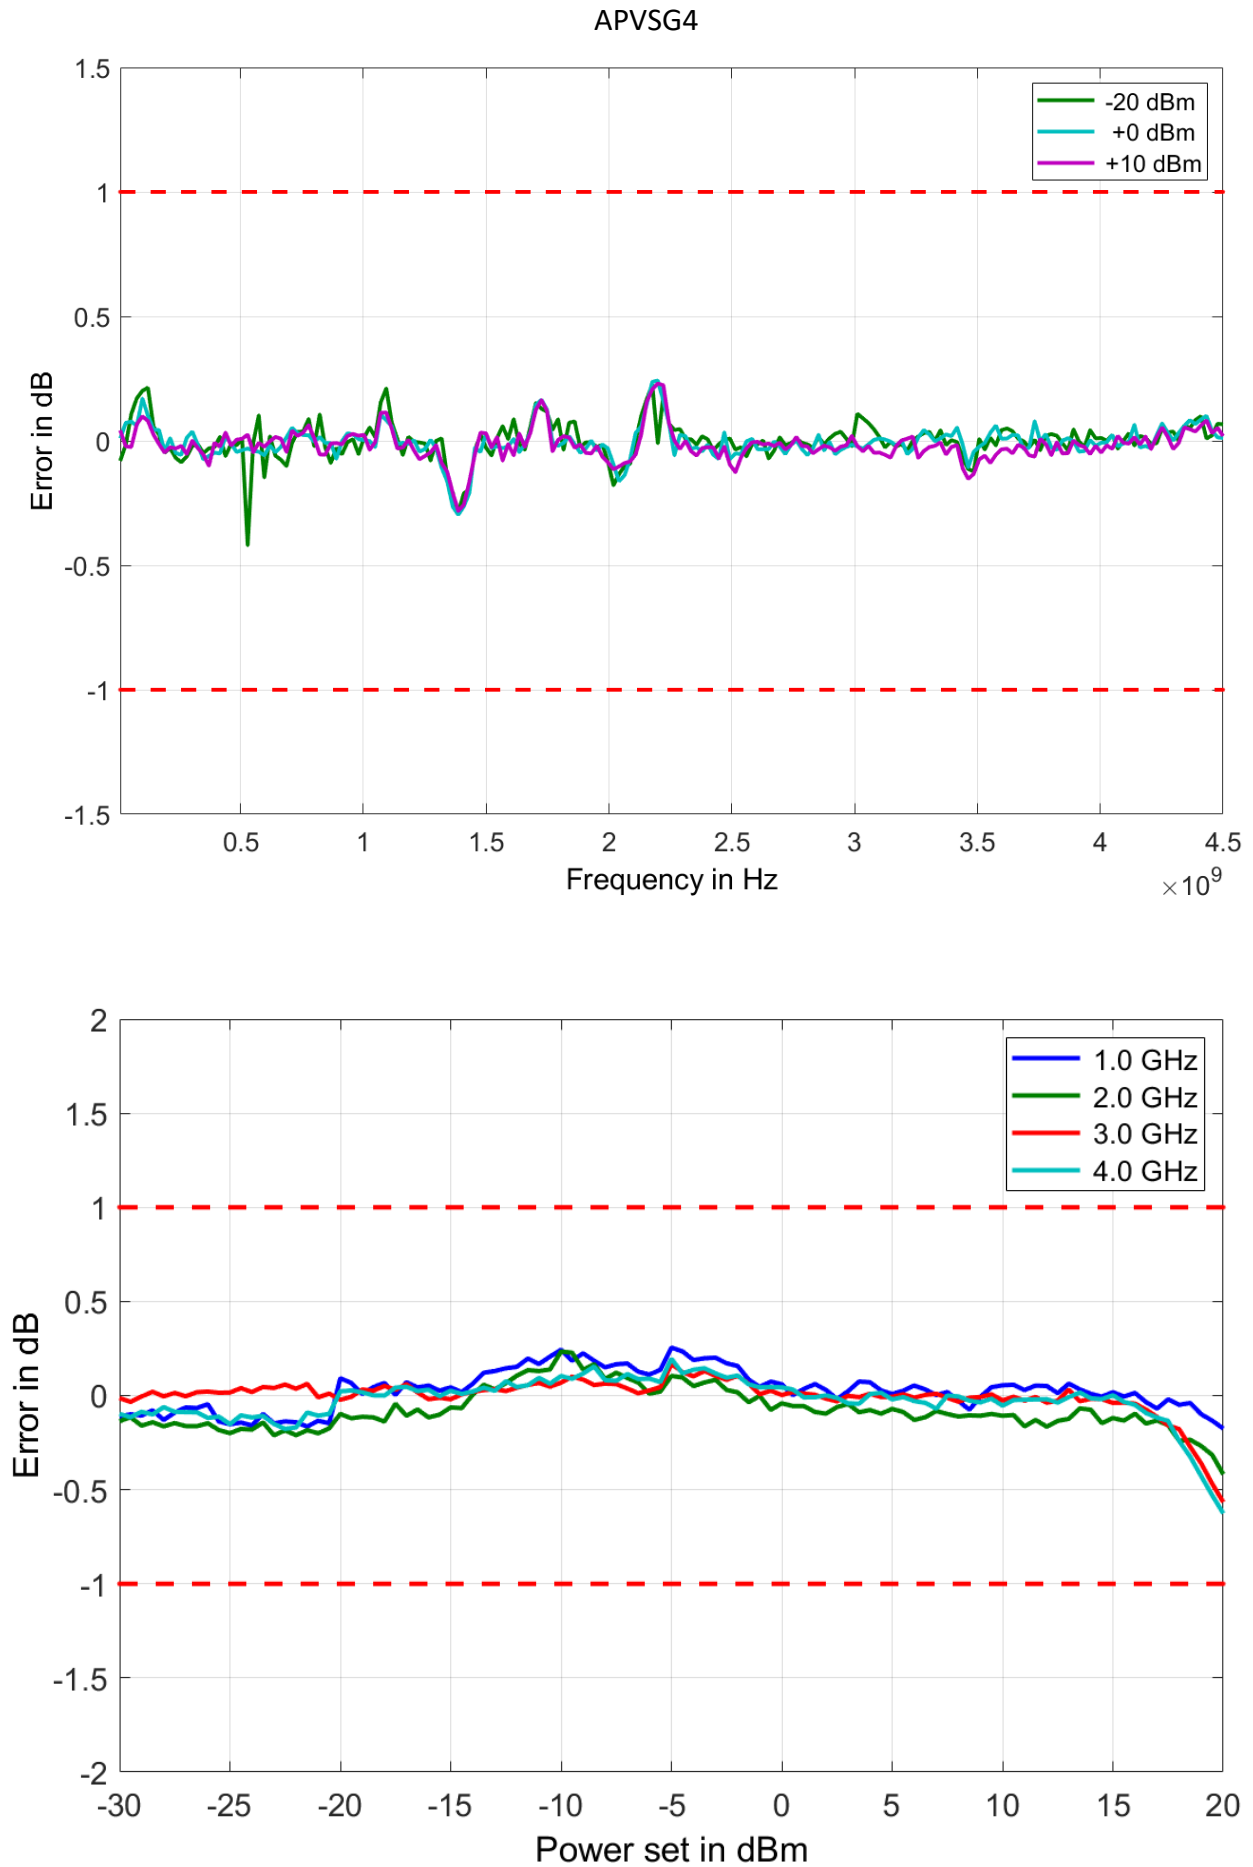 APVSG4
1.5
1
0.5
0
-0.5
-1
-1.5
Error in dB
-20 dBm
+0 dBm
+10 dBm
0.5 1 1.5 2 2.5 3 3.5 4 4.5
Frequency in Hz
×10⁹
2
1.5
1
0.5
0
-0.5
-1
-1.5
-2
Error in dB
1.0 GHz
2.0 GHz
3.0 GHz
4.0 GHz
-30 -25 -20 -15 -10 -5 0 5 10 15 20
Power set in dBm